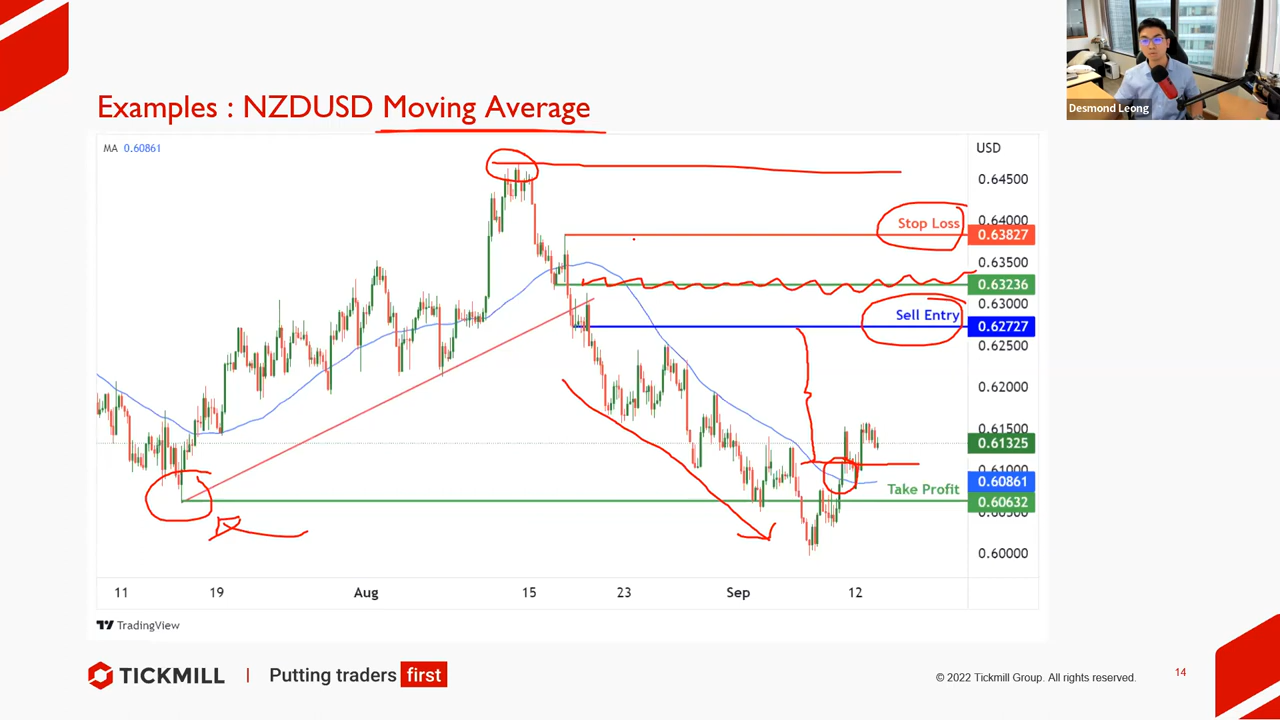 Desmond Leong
Examples : NZDUSD Moving Average
MA 0.60861
USD
0.64500
0.64000
Stop Loss
0.63827
0.63500
0.63236
0.63000
Sell Entry
0.62727
0.62500
0.62000
0.61500
0.61325
0.61000
0.60861
Take Profit
0.60632
0.60500
0.60000
11 19 Aug 15 23 Sep 12
TradingView
TICKMILL | Putting traders first
© 2022 Tickmill Group. All rights reserved.
14